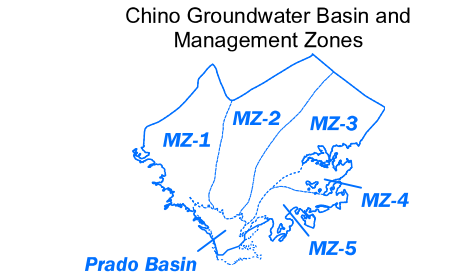 Chino Groundwater Basin and
Management Zones
MZ-1
MZ-2
MZ-3
MZ-4
MZ-5
Prado Basin